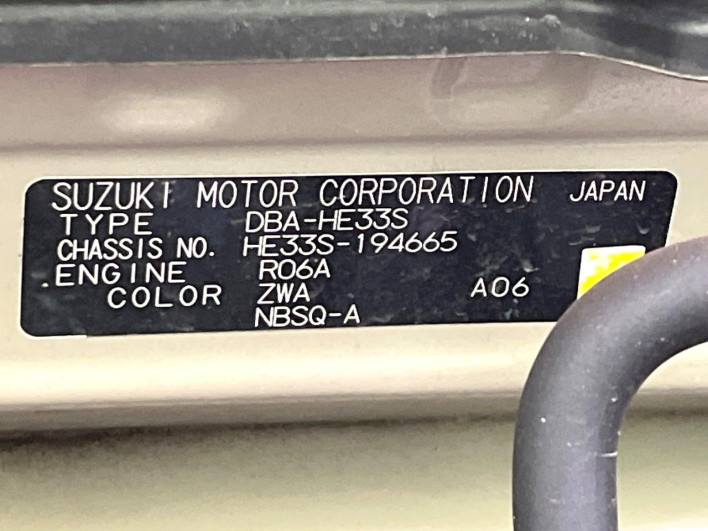 SUZUKI MOTOR CORPORATION JAPAN
TYPE DBA-HE33S
CHASSIS NO. HE33S-194665
.ENGINE R06A
COLOR ZWA A06
NBSQ-A